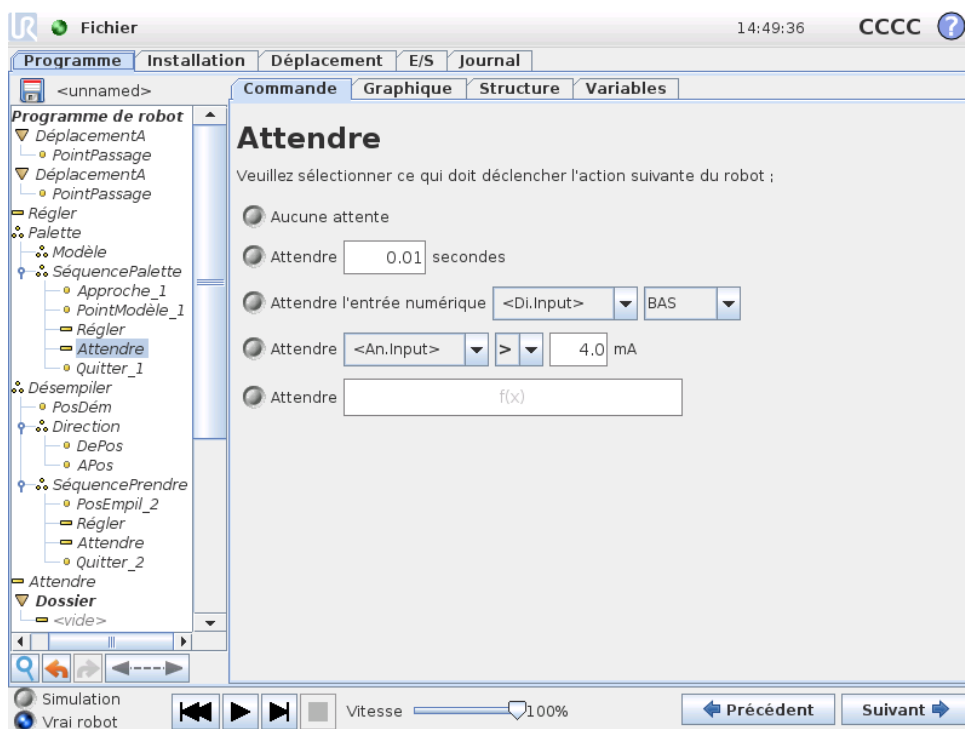 UR Fichier 14:49:36 CCCC ?
Programme Installation Déplacement E/S Journal
<unnamed>
Commande Graphique Structure Variables
Programme de robot
DéplacementA
PointPassage
DéplacementA
PointPassage
Régler
Palette
Modèle
SéquencePalette
Approche_1
PointModèle_1
Régler
Attendre
Quitter_1
Désempiler
PosDém
Direction
DePos
APos
SéquencePrendre
PosEmpil_2
Régler
Attendre
Quitter_2
Attendre
Dossier
<vide>
Attendre
Veuillez sélectionner ce qui doit déclencher l'action suivante du robot ;
Aucune attente
Attendre 0.01 secondes
Attendre l'entrée numérique <Di.Input> BAS
Attendre <An.Input> > 4.0 mA
Attendre f(x)
Simulation
Vrai robot
Vitesse 100%
Précédent Suivant